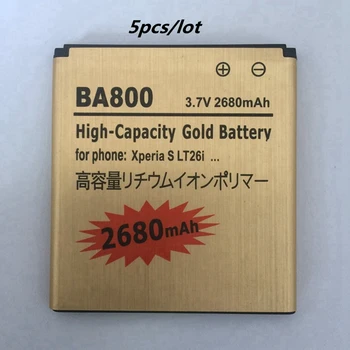 5pcs/lot
⊕ ⊖
BA800
3.7V 2680mAh
High-Capacity Gold Battery
for phone: Xperia S LT26i ...
高容量リチウムイオンポリマー
2680mAh